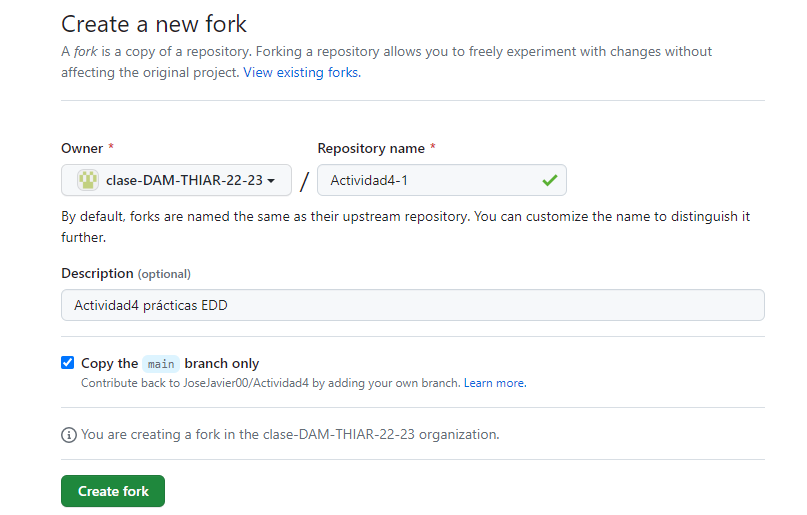 Create a new fork
A fork is a copy of a repository. Forking a repository allows you to freely experiment with changes without
affecting the original project. View existing forks.
Owner * Repository name *
clase-DAM-THIAR-22-23 / Actividad4-1
By default, forks are named the same as their upstream repository. You can customize the name to distinguish it
further.
Description (optional)
Actividad4 prácticas EDD
Copy the main branch only
Contribute back to JoseJavier00/Actividad4 by adding your own branch. Learn more.
You are creating a fork in the clase-DAM-THIAR-22-23 organization.
Create fork